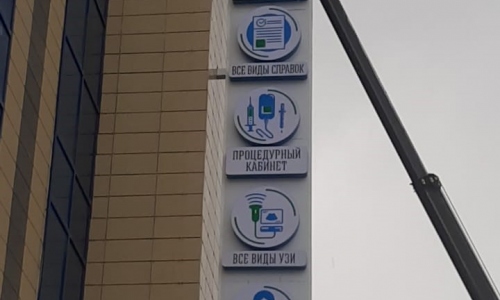 ВСЕ ВИДЫ СПРАВОК
ПРОЦЕДУРНЫЙ
КАБИНЕТ
ВСЕ ВИДЫ УЗИ